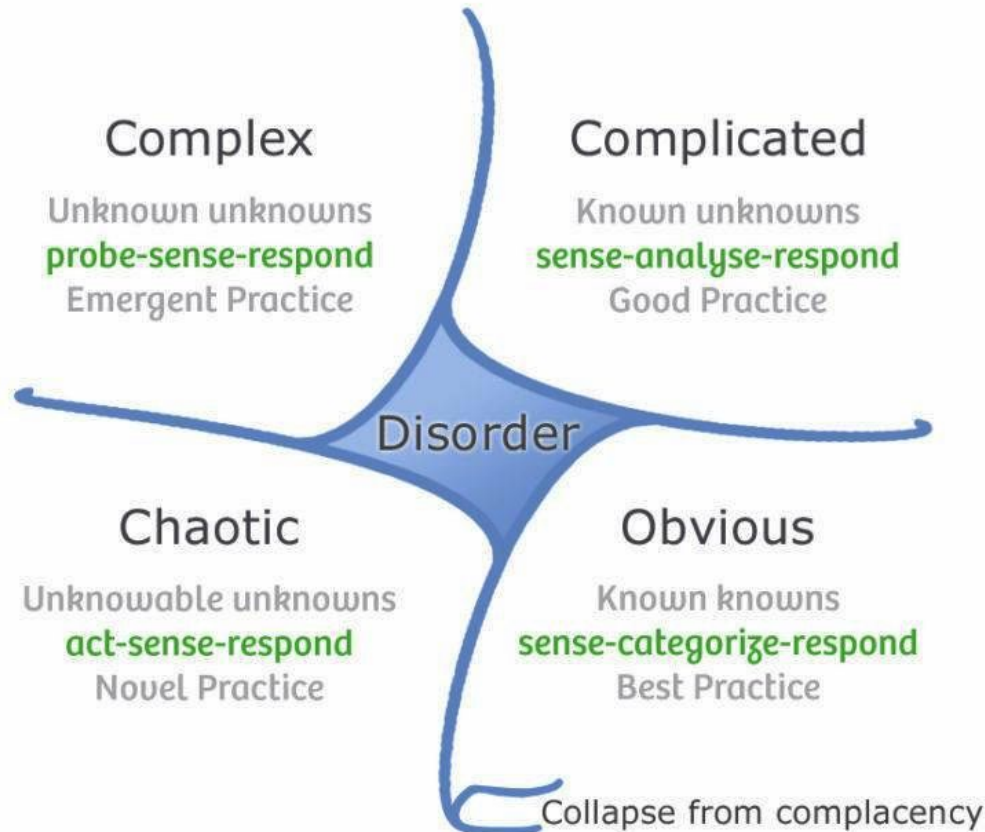 Complex
Unknown unknowns
probe-sense-respond
Emergent Practice
Complicated
Known unknowns
sense-analyse-respond
Good Practice
Disorder
Chaotic
Unknowable unknowns
act-sense-respond
Novel Practice
Obvious
Known knowns
sense-categorize-respond
Best Practice
Collapse from complacency